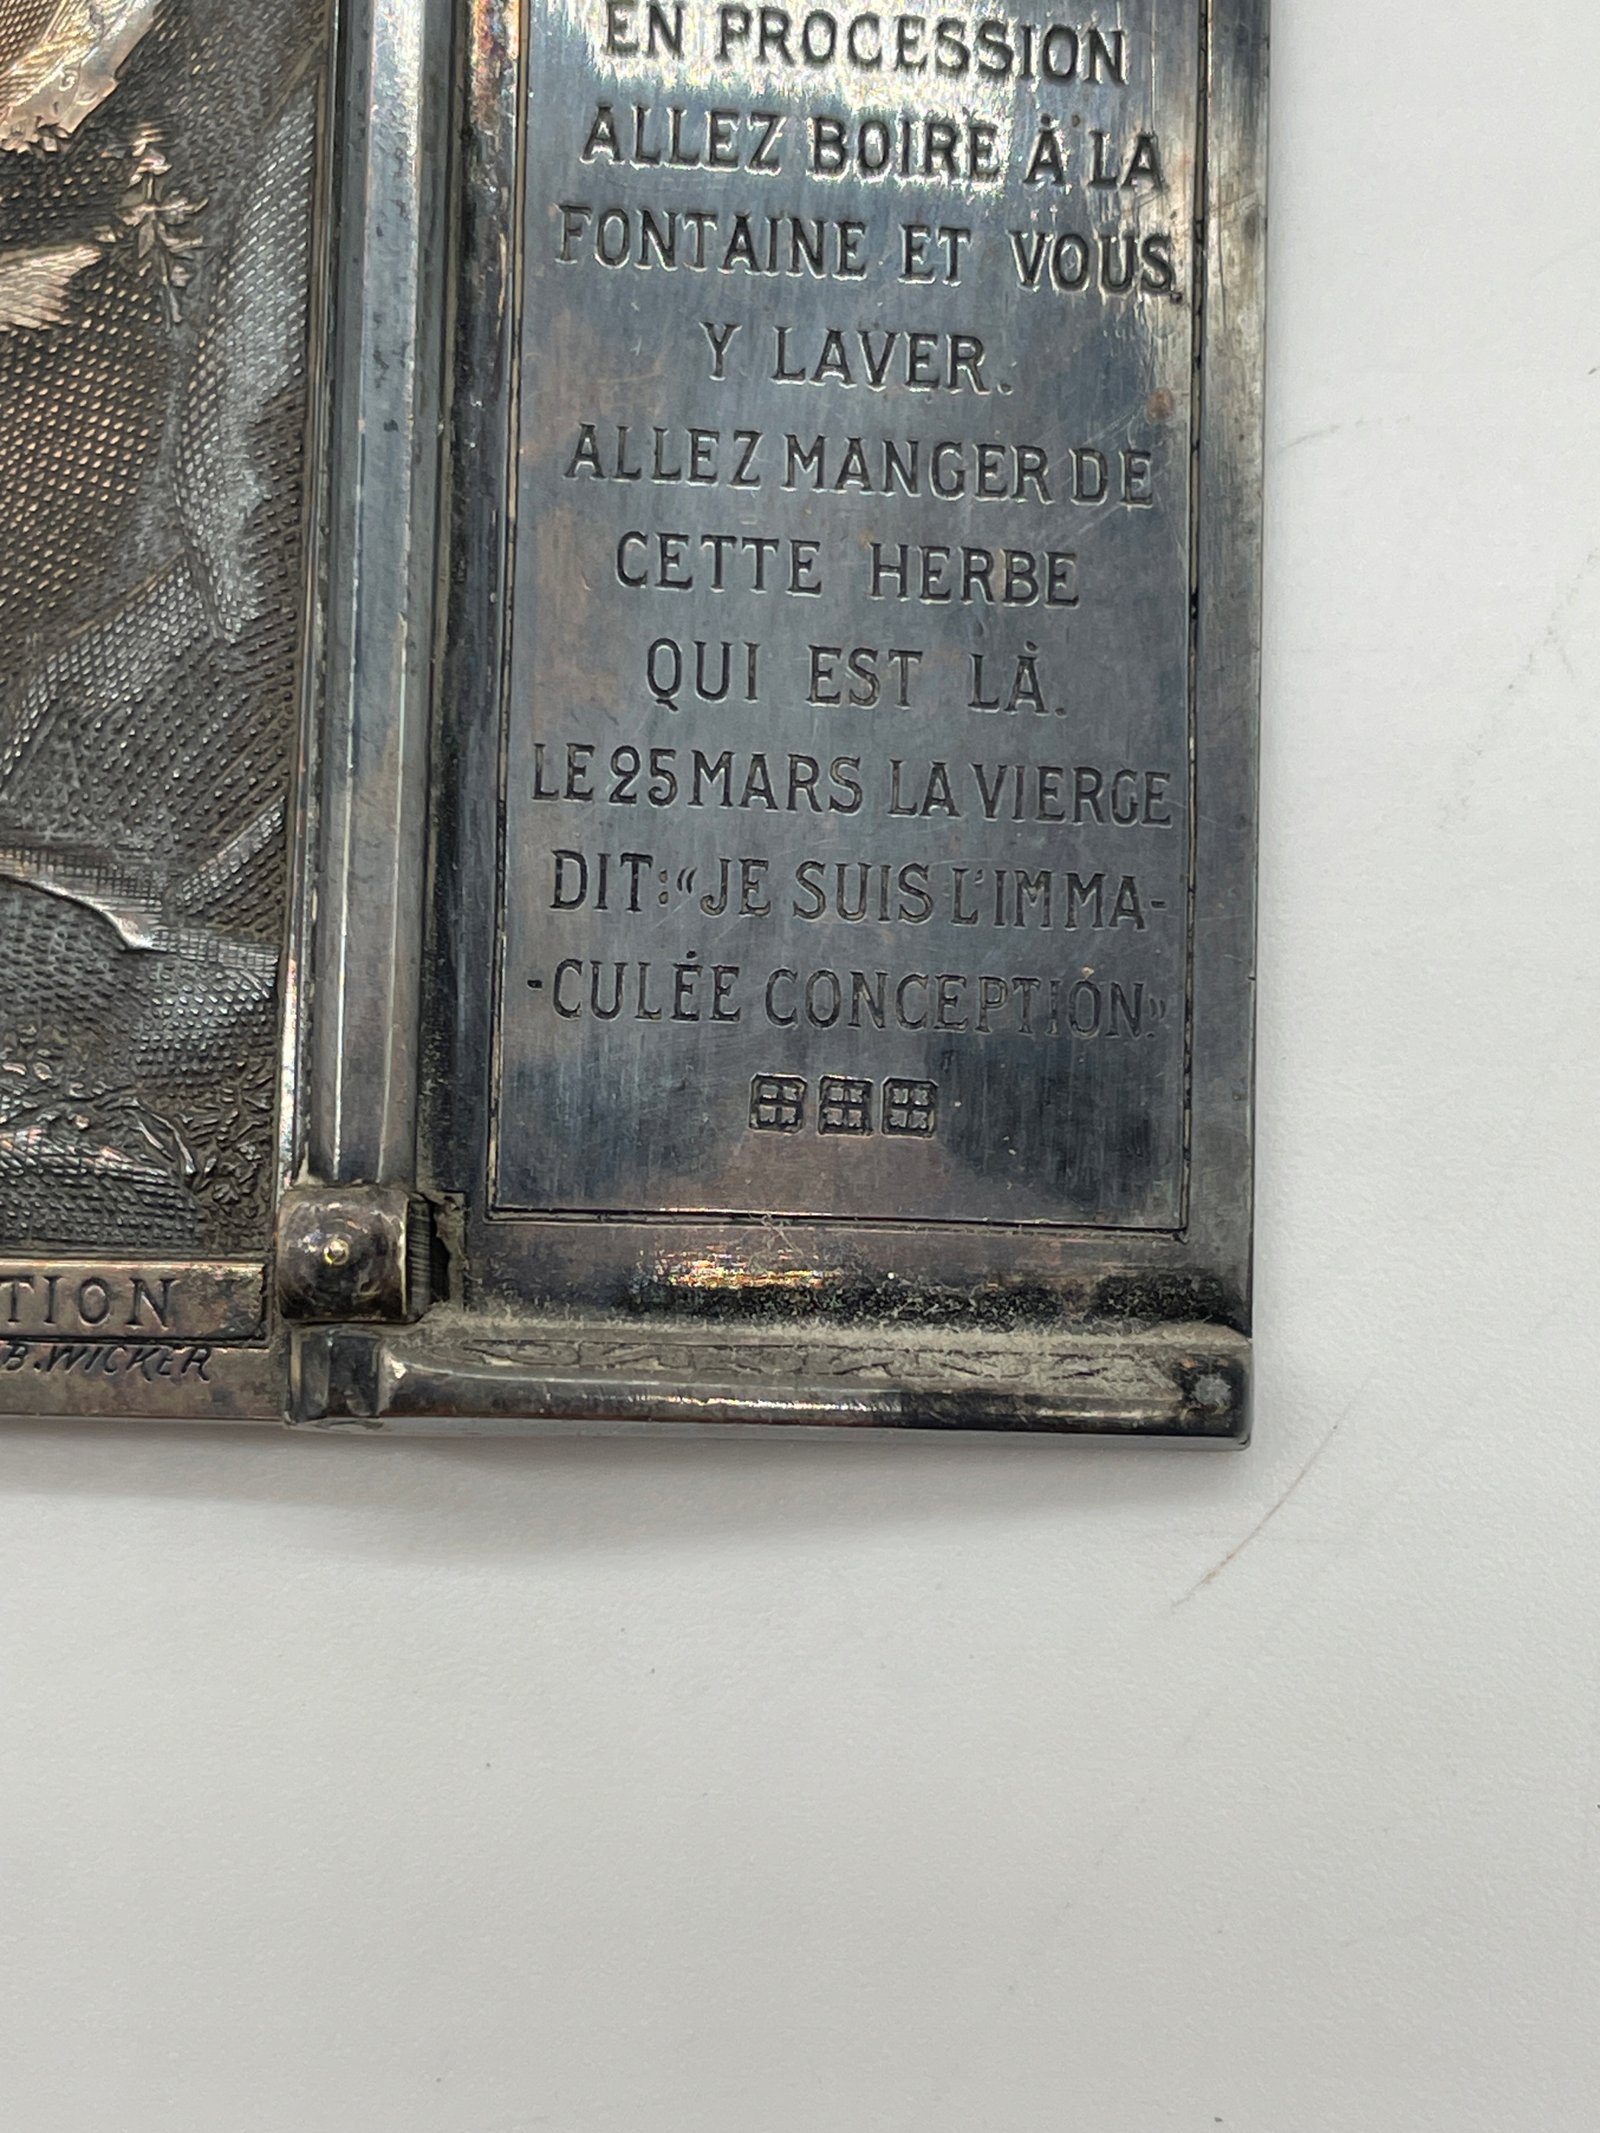 EN PROCESSION
ALLEZ BOIRE À LA
FONTAINE ET VOUS
Y LAVER.
ALLEZ MANGER DE
CETTE HERBE
QUI EST LÀ.
LE 25 MARS LA VIERGE
DIT: “JE SUIS L'IMMA-
-CULÉE CONCEPTION.”
TION
B. WICKER